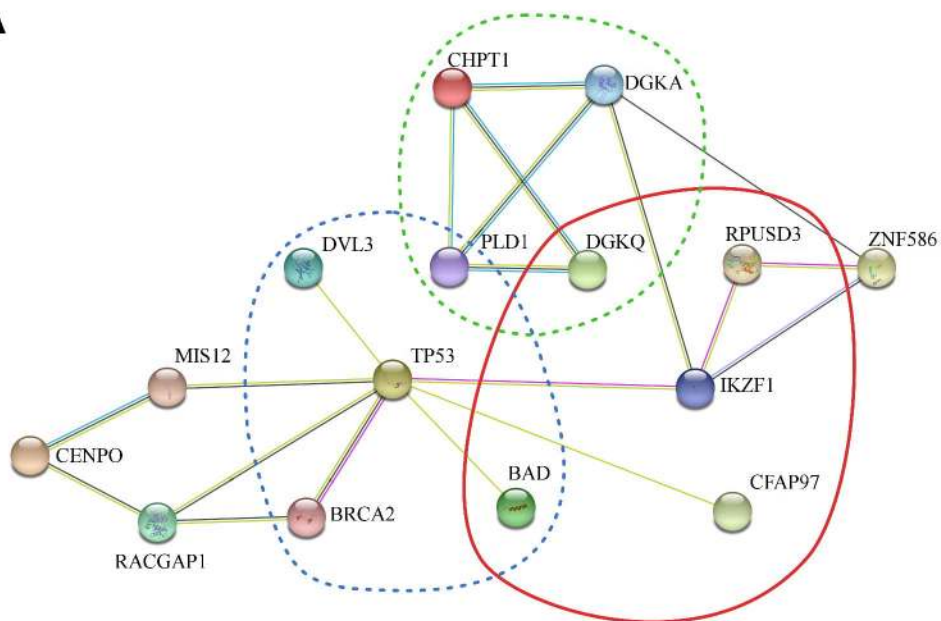 A
CHPT1
DGKA
PLD1
DGKQ
RPUSD3
ZNF586
DVL3
MIS12
TP53
IKZF1
CENPO
BAD
CFAP97
BRCA2
RACGAP1